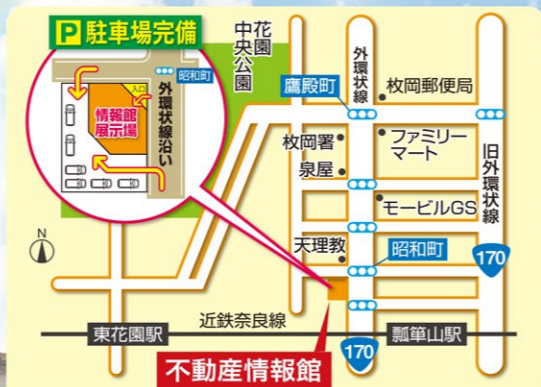 P 駐車場完備
入口
昭和町
情報館
展示場
外環状線沿い
花園
中央公園
外環状線
鷹殿町
枚岡郵便局
枚岡署
ファミリー
マート
泉屋
旧外環状線
モービルGS
天理教
昭和町
170
N
近鉄奈良線
東花園駅
瓢箪山駅
不動産情報館
170